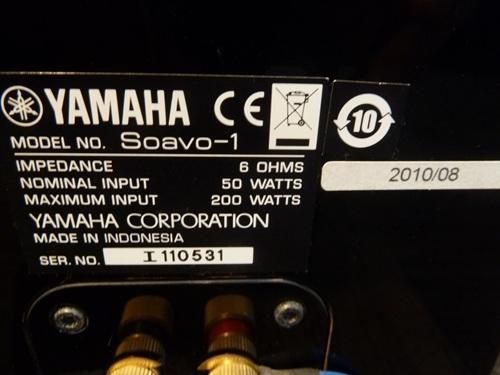 YAMAHA CE
10
MODEL NO. Soavo-1
2010/08
IMPEDANCE 6 OHMS
NOMINAL INPUT 50 WATTS
MAXIMUM INPUT 200 WATTS
YAMAHA CORPORATION
MADE IN INDONESIA
SER. NO. I 110531